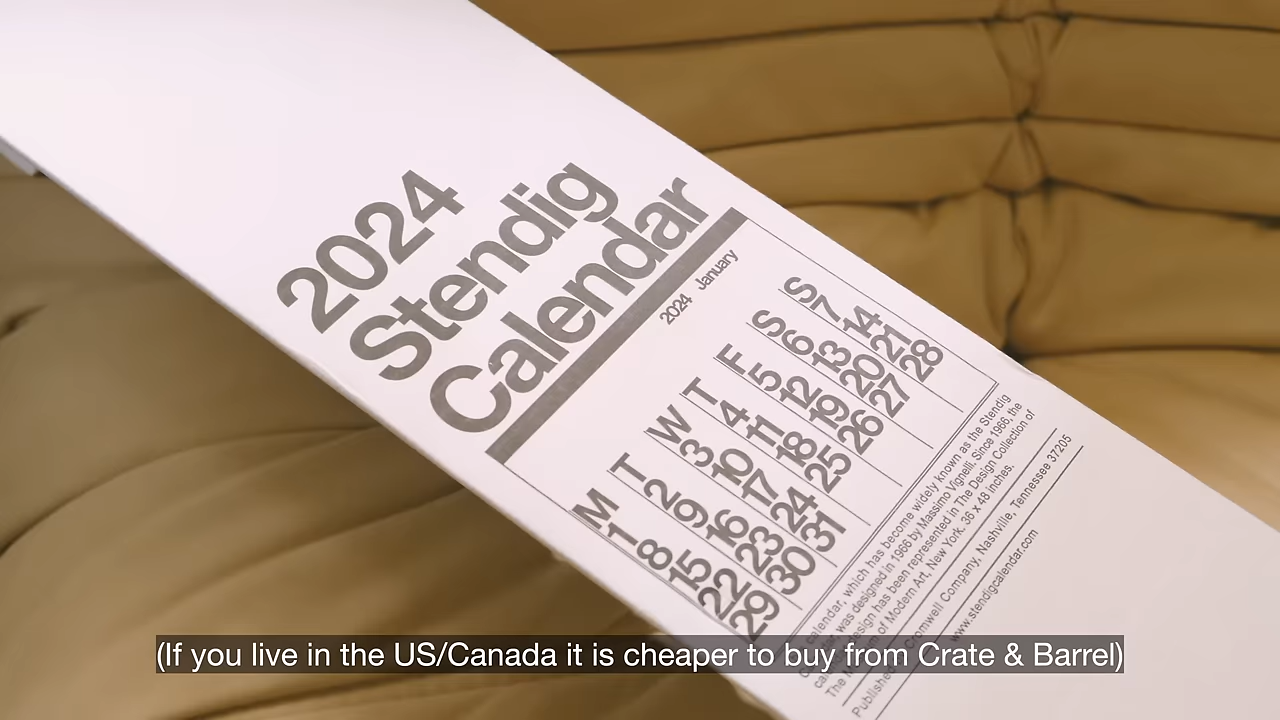 2024
Stendig
Calendar
2024 January
M T W T F S S
1 2 3 4 5 6 7
8 9 10 11 12 13 14
15 16 17 18 19 20 21
22 23 24 25 26 27 28
29 30 31
calendar, which has become widely known as the Stendig
was designed in 1966 by Massimo Vignelli. Since 1966, the
design has been represented in The Design Collection of
The of Modern Art, New York. 36 x 48 inches.
Cromwell Company, Nashville, Tennessee 37205
www.stendigcalendar.com
(If you live in the US/Canada it is cheaper to buy from Crate & Barrel)